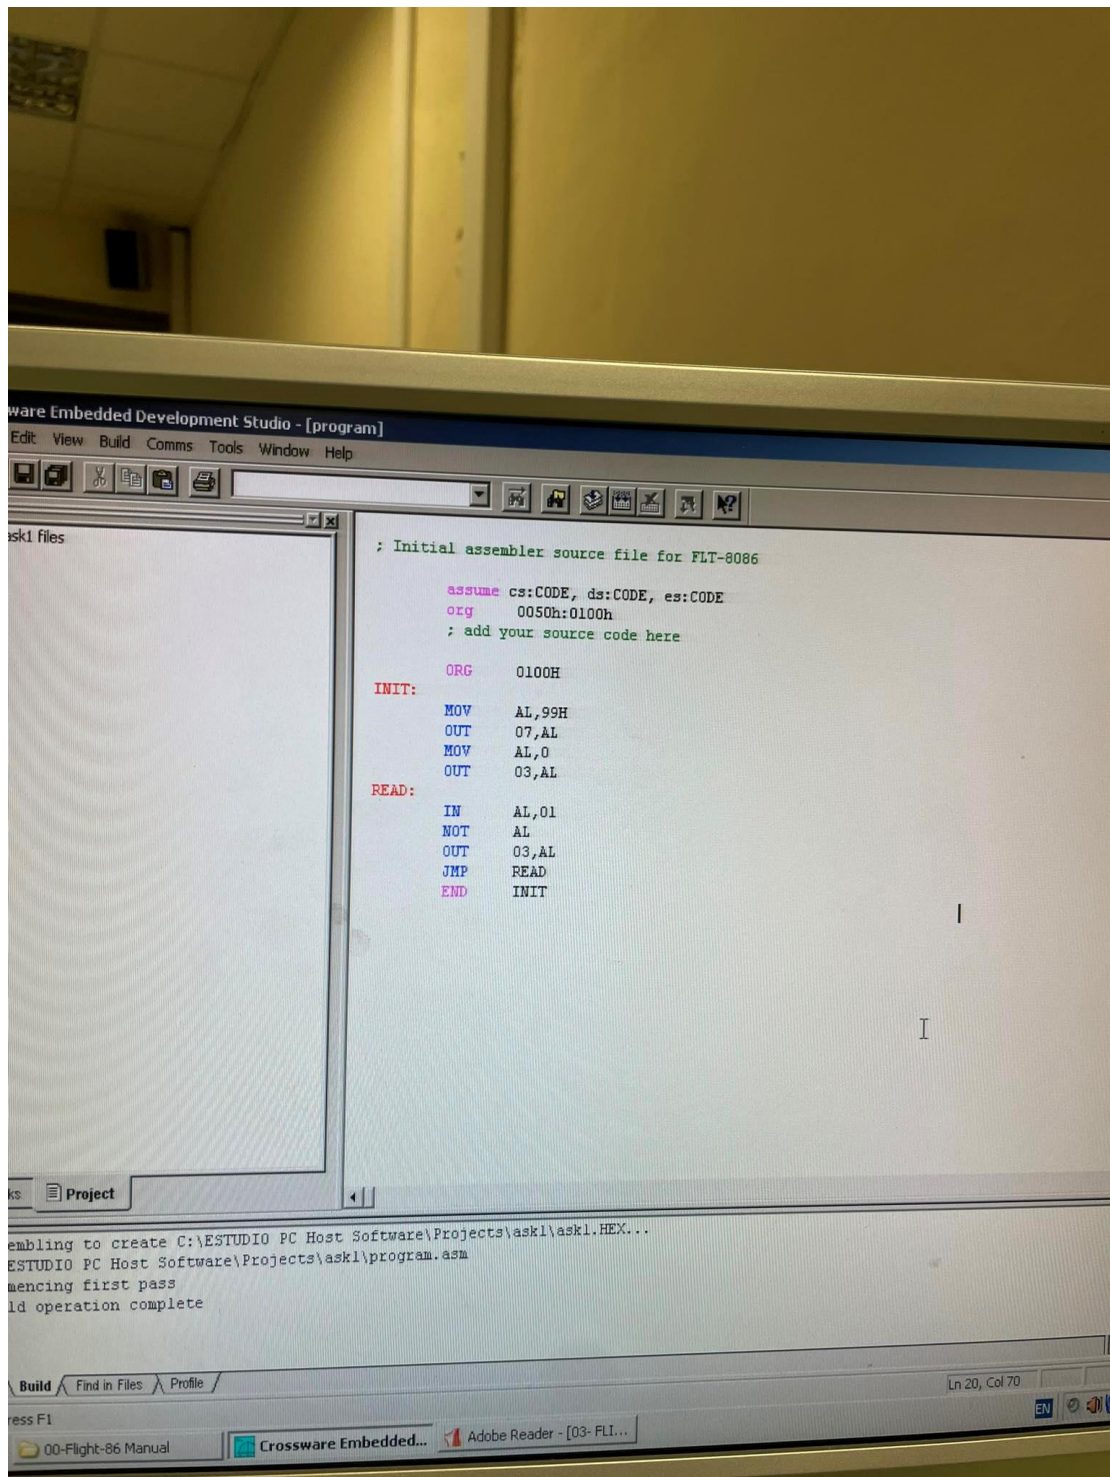 ware Embedded Development Studio - [program]
Edit View Build Comms Tools Window Help
ask1 files
; Initial assembler source file for FLT-8086
assume cs:CODE, ds:CODE, es:CODE
org 0050h:0100h
; add your source code here
ORG 0100H
INIT:
MOV AL,99H
OUT 07,AL
MOV AL,0
OUT 03,AL
READ:
IN AL,01
NOT AL
OUT 03,AL
JMP READ
END INIT
ks Project
embling to create C:\ESTUDIO PC Host Software\Projects\ask1\ask1.HEX...
ESTUDIO PC Host Software\Projects\ask1\program.asm
mencing first pass
ld operation complete
Build Find in Files Profile
Ln 20, Col 70
ress F1
EN
00-Flight-86 Manual Crossware Embedded... Adobe Reader - [03- FLI...